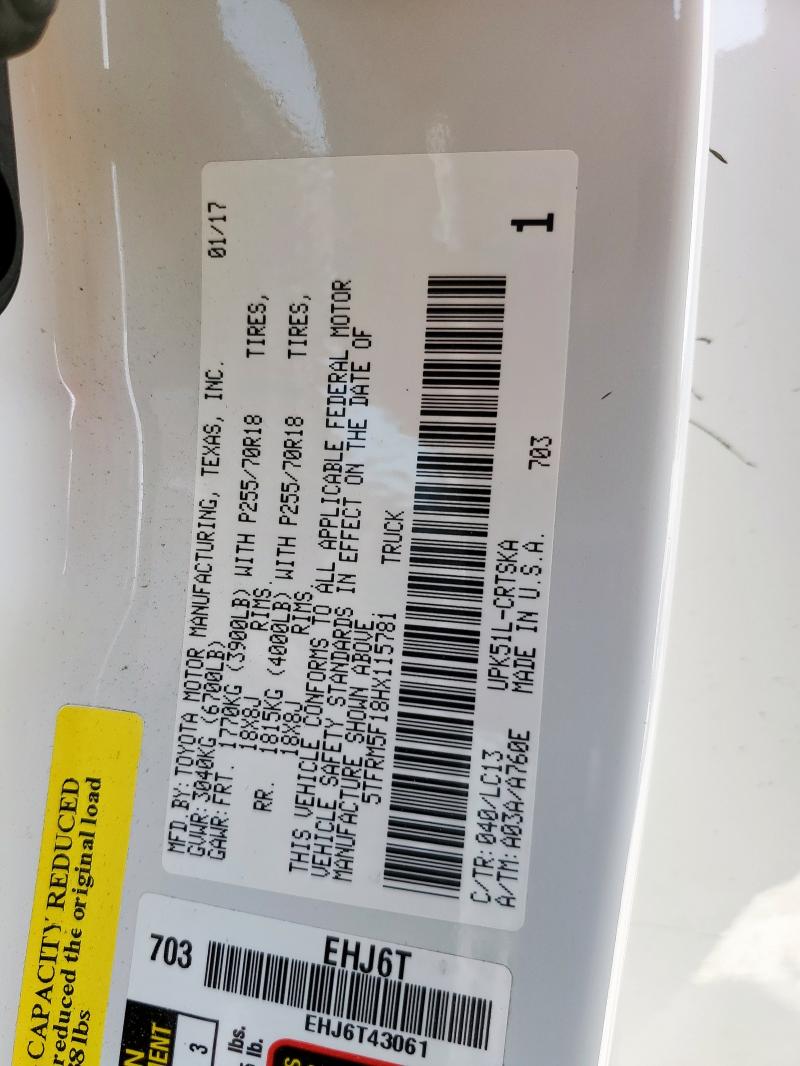 MFD BY: TOYOTA MOTOR MANUFACTURING, TEXAS, INC. 01/17
GVWR: 3040KG (6700LB)
GAWR: FRT. 1770KG (3900LB) WITH P255/70R18 TIRES,
18X8J RIMS.
RR. 1815KG (4000LB) WITH P255/70R18 TIRES,
18X8J RIMS.
THIS VEHICLE CONFORMS TO ALL APPLICABLE FEDERAL MOTOR
VEHICLE SAFETY STANDARDS IN EFFECT ON THE DATE OF
MANUFACTURE SHOWN ABOVE.
5TFRM5F18HX115781 TRUCK
C/TR: 040/LC13 UPK51L-CRTSKA 703
A/TM: A03A/A760E MADE IN U.S.A.
1
CAPACITY REDUCED
reduced the original load
8 lbs
703 EHJ6T
EHJ6T43061
3
lbs.
lb.